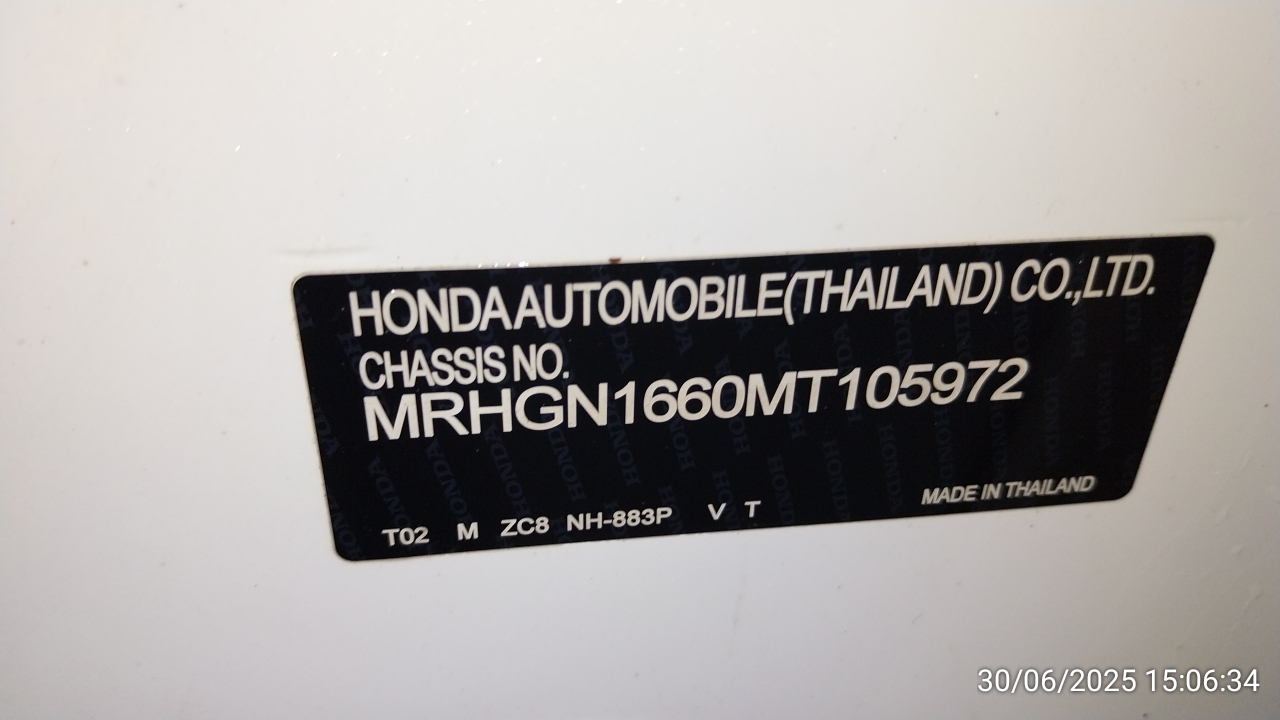 HONDA AUTOMOBILE(THAILAND) CO.,LTD.
CHASSIS NO.
MRHGN1660MT105972
T02 M ZC8 NH-883P V T
MADE IN THAILAND
30/06/2025 15:06:34